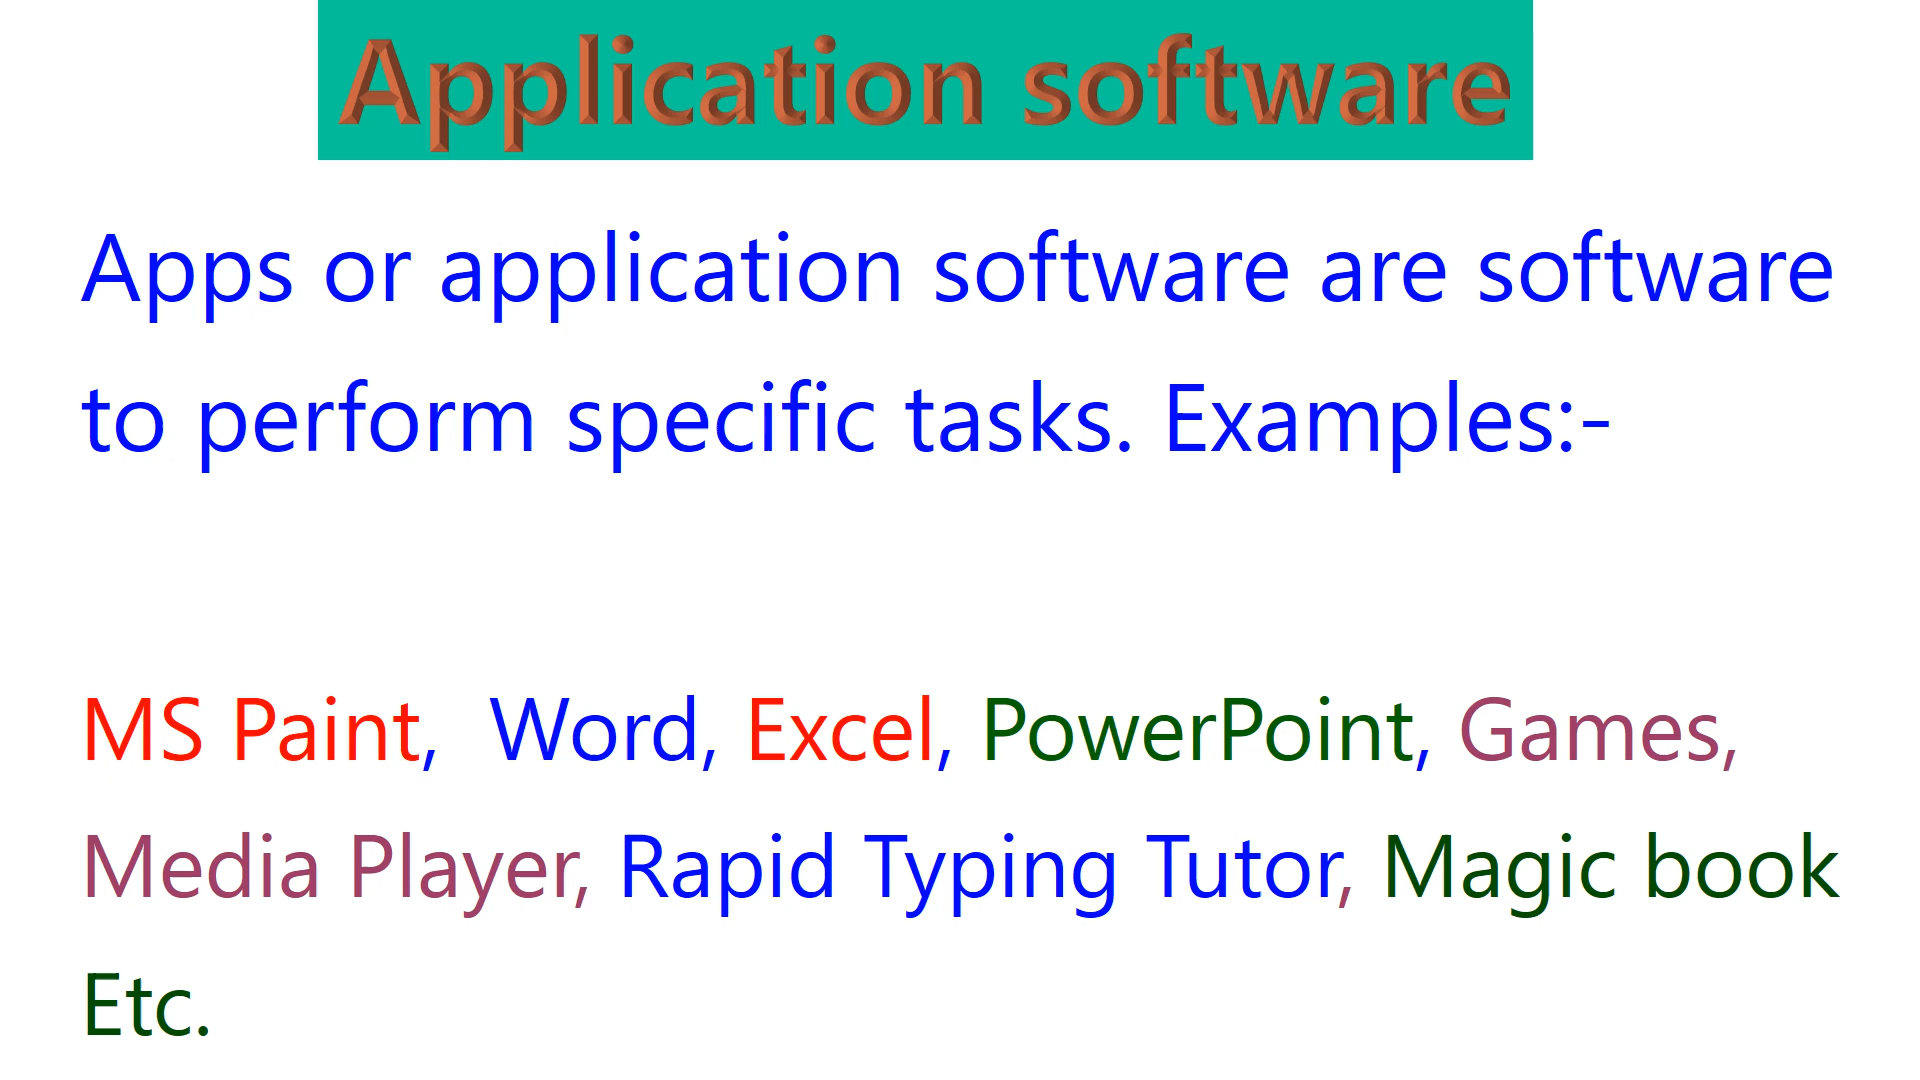 Application software
Apps or application software are software
to perform specific tasks. Examples:-
MS Paint,  Word, Excel, PowerPoint, Games,
Media Player, Rapid Typing Tutor, Magic book
Etc.